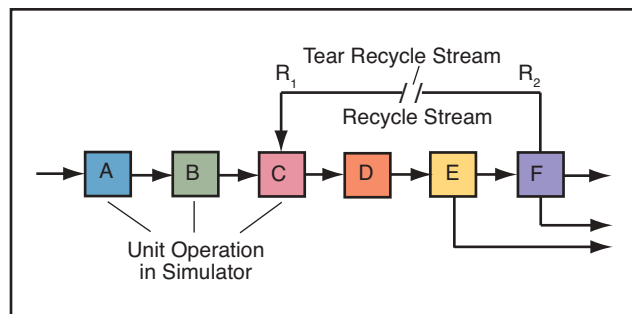 Tear Recycle Stream
R1
R2
Recycle Stream
A
B
C
D
E
F
Unit Operation
in Simulator